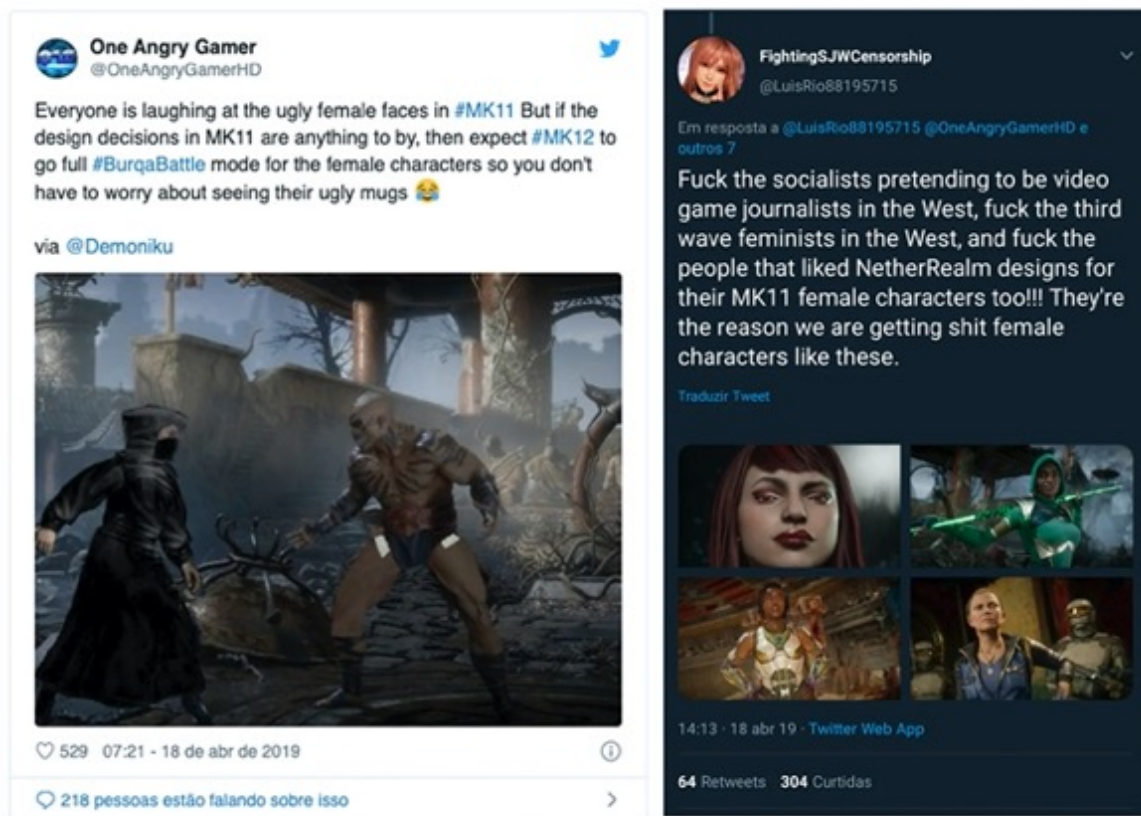 One Angry Gamer
@OneAngryGamerHD
Everyone is laughing at the ugly female faces in #MK11 But if the
design decisions in MK11 are anything to by, then expect #MK12 to
go full #BurqaBattle mode for the female characters so you don't
have to worry about seeing their ugly mugs 😂
via @Demoniku
529 07:21 - 18 de abr de 2019
218 pessoas estão falando sobre isso
FightingSJWCensorship
@LuisRio88195715
Em resposta a @LuisRio88195715 @OneAngryGamerHD e
outros 7
Fuck the socialists pretending to be video
game journalists in the West, fuck the third
wave feminists in the West, and fuck the
people that liked NetherRealm designs for
their MK11 female characters too!!! They're
the reason we are getting shit female
characters like these.
Traduzir Tweet
14:13 · 18 abr 19 · Twitter Web App
64 Retweets 304 Curtidas